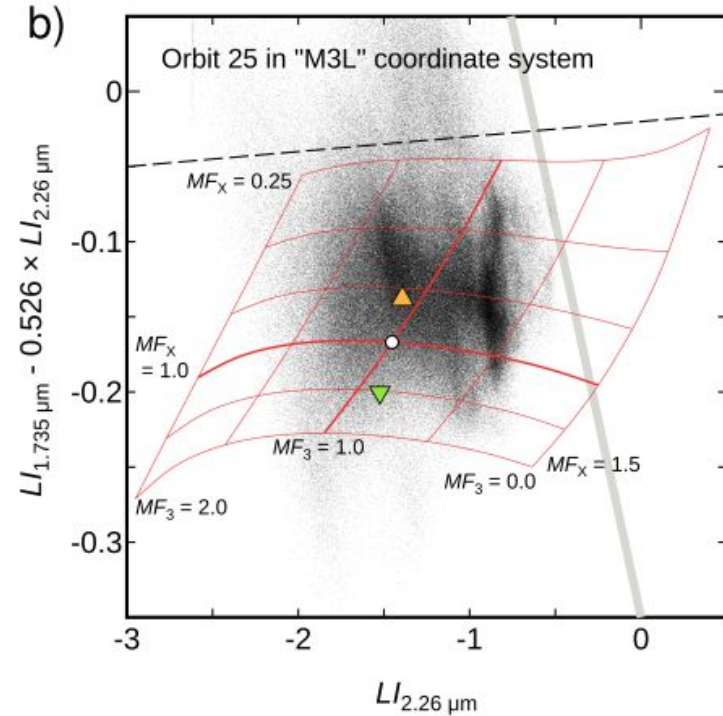 b)
Orbit 25 in "M3L" coordinate system
0
-0.1
-0.2
-0.3
LI1.735 μm - 0.526 × LI2.26 μm
MFX = 0.25
MFX
= 1.0
MF3 = 1.0
MFX = 1.5
MF3 = 0.0
MF3 = 2.0
-3
-2
-1
0
LI2.26 μm